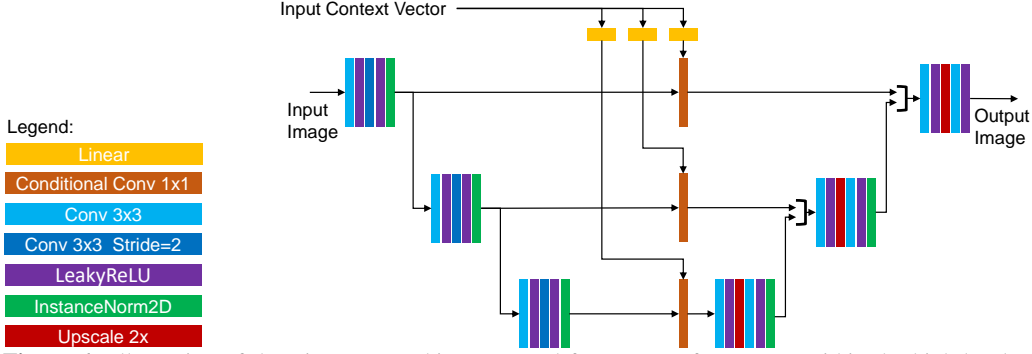 Input Context Vector
Input
Image
Output
Image
Legend:
Linear
Conditional Conv 1x1
Conv 3x3
Conv 3x3 Stride=2
LeakyReLU
InstanceNorm2D
Upscale 2x